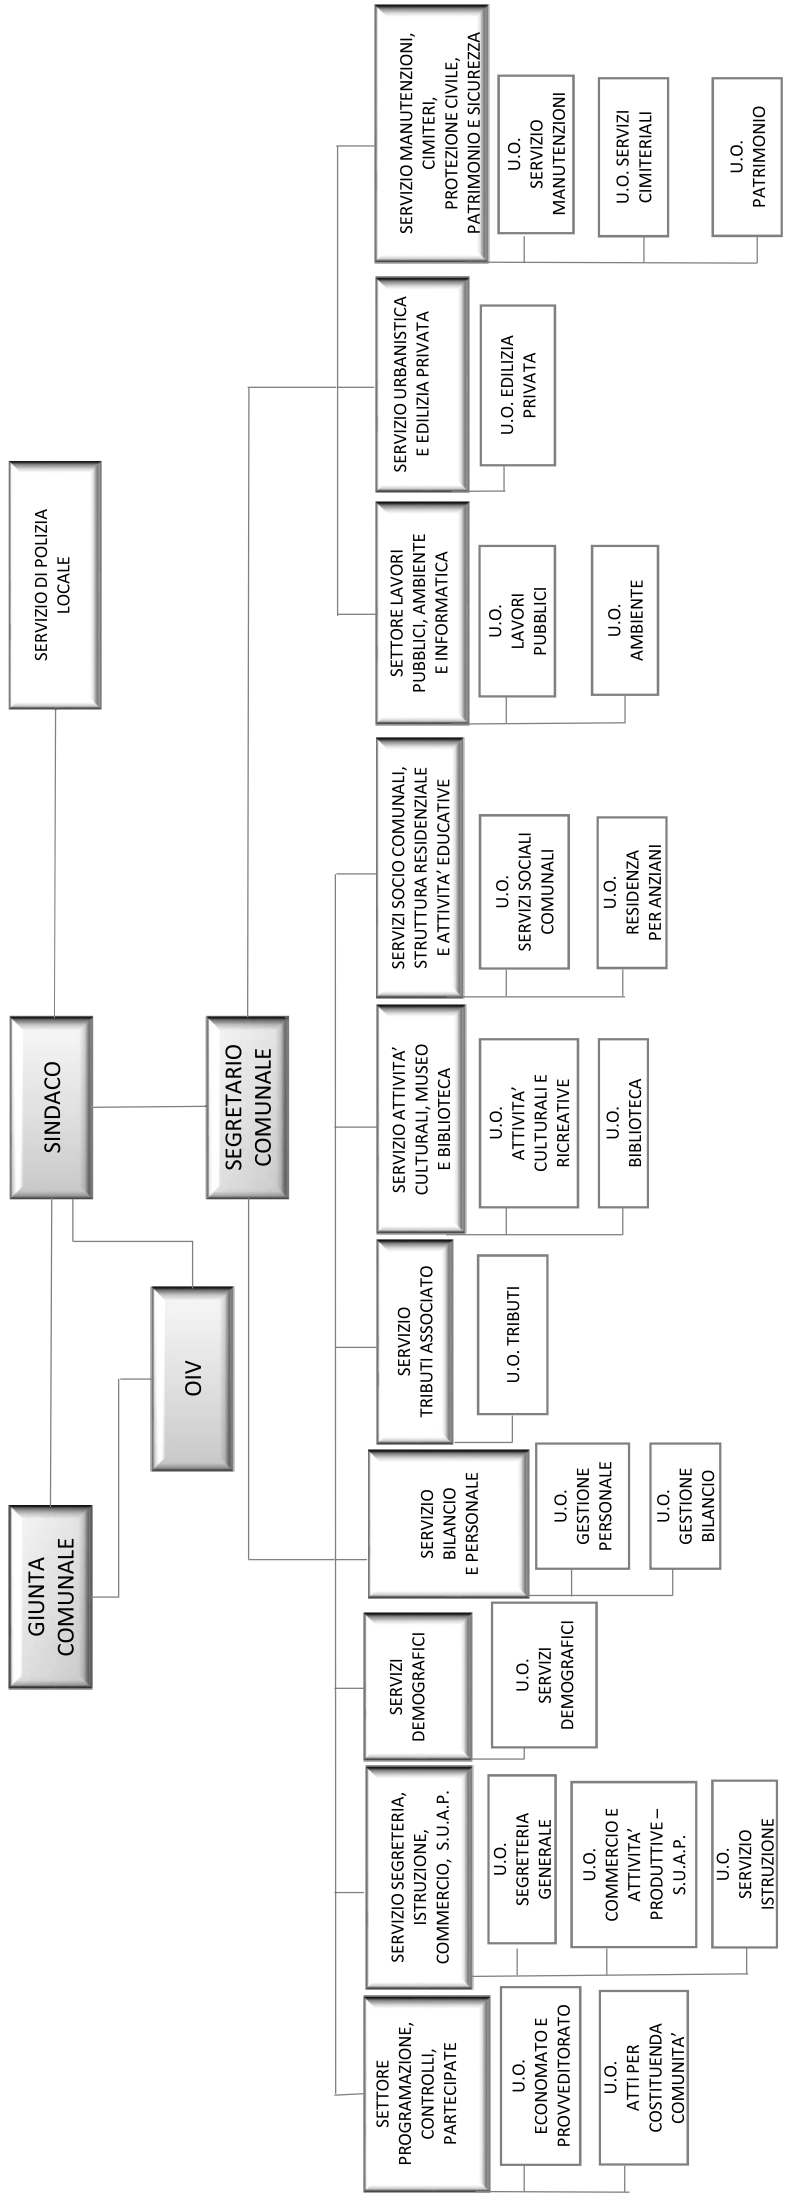 GIUNTA
COMUNALE
SINDACO
SERVIZIO DI POLIZIA
LOCALE
OIV
SEGRETARIO
COMUNALE
SETTORE
PROGRAMAZIONE,
CONTROLLI,
PARTECIPATE
U.O.
ECONOMATO E
PROVVEDITORATO
U.O.
ATTI PER
COSTITUENDA
COMUNITA’
SERVIZIO SEGRETERIA,
ISTRUZIONE,
COMMERCIO, S.U.A.P.
U.O.
SEGRETERIA
GENERALE
U.O.
COMMERCIO E
ATTIVITA’
PRODUTTIVE –
S.U.A.P.
U.O.
SERVIZIO
ISTRUZIONE
SERVIZI
DEMOGRAFICI
U.O.
SERVIZI
DEMOGRAFICI
SERVIZIO
BILANCIO
E PERSONALE
U.O.
GESTIONE
PERSONALE
U.O.
GESTIONE
BILANCIO
SERVIZIO
TRIBUTI ASSOCIATO
U.O. TRIBUTI
SERVIZIO ATTIVITA’
CULTURALI, MUSEO
E BIBLIOTECA
U.O.
ATTIVITA’
CULTURALI E
RICREATIVE
U.O.
BIBLIOTECA
SERVIZI SOCIO COMUNALI,
STRUTTURA RESIDENZIALE
E ATTIVITA’ EDUCATIVE
U.O.
SERVIZI SOCIALI
COMUNALI
U.O.
RESIDENZA
PER ANZIANI
SETTORE LAVORI
PUBBLICI, AMBIENTE
E INFORMATICA
U.O.
LAVORI
PUBBLICI
U.O.
AMBIENTE
SERVIZIO URBANISTICA
E EDILIZIA PRIVATA
U.O. EDILIZIA
PRIVATA
SERVIZIO MANUTENZIONI,
CIMITERI,
PROTEZIONE CIVILE,
PATRIMONIO E SICUREZZA
U.O.
SERVIZIO
MANUTENZIONI
U.O. SERVIZI
CIMITERIALI
U.O.
PATRIMONIO